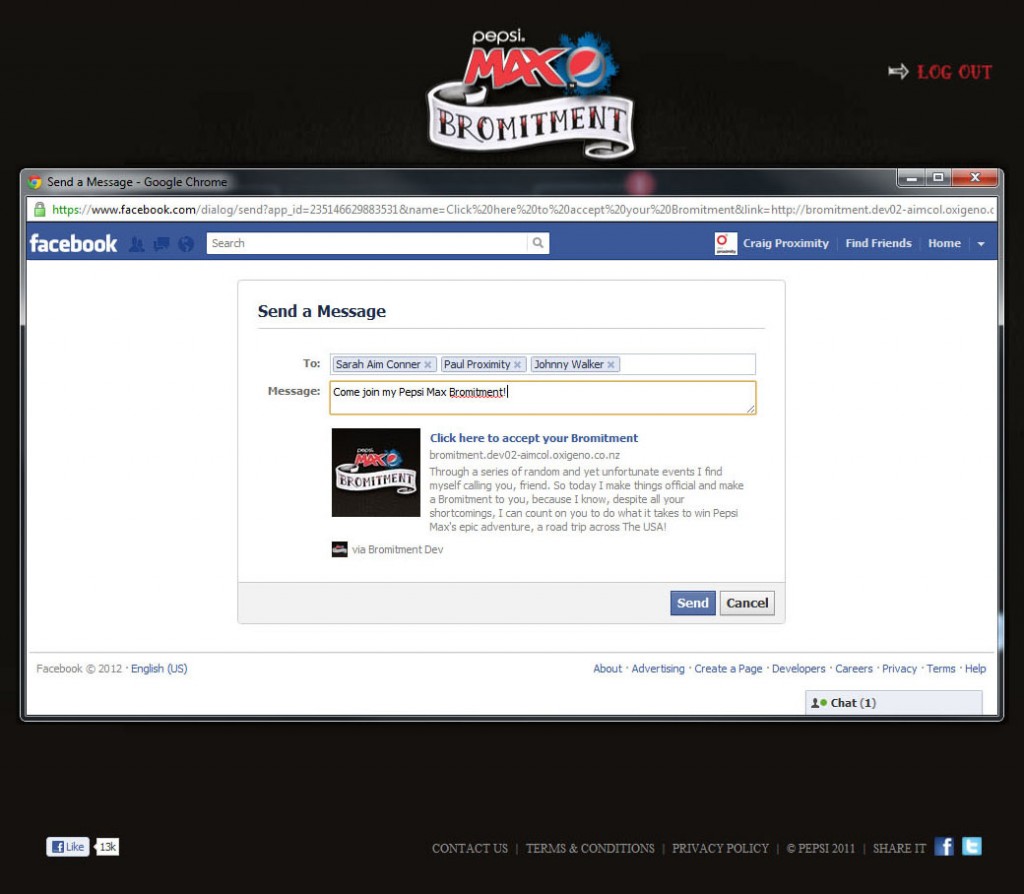 pepsi.
MAX
BROMITMENT
LOG OUT
Send a Message - Google Chrome
https://www.facebook.com/dialog/send?app_id=235146629883531&name=Click%20here%20to%20accept%20your%20Bromitment&link=http://bromitment.dev02-aimcol.oxigeno.c
facebook
Search
Craig Proximity
Find Friends
Home
Send a Message
To: Sarah Aim Conner Paul Proximity Johnny Walker
Message: Come join my Pepsi Max Bromitment!
pepsi.
MAX
BROMITMENT
Click here to accept your Bromitment
bromitment.dev02-aimcol.oxigeno.co.nz
Through a series of random and yet unfortunate events I find
myself calling you, friend. So today I make things official and make
a Bromitment to you, because I know, despite all your
shortcomings, I can count on you to do what it takes to win Pepsi
Max's epic adventure, a road trip across The USA!
via Bromitment Dev
Send
Cancel
Facebook © 2012 · English (US)
About · Advertising · Create a Page · Developers · Careers · Privacy · Terms · Help
Chat (1)
Like 13k
CONTACT US | TERMS & CONDITIONS | PRIVACY POLICY | © PEPSI 2011 | SHARE IT